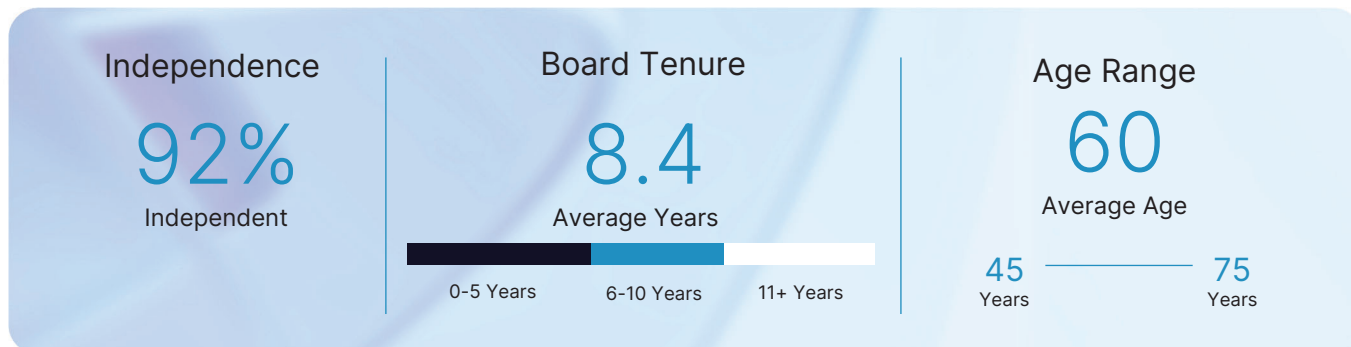 Independence
92%
Independent
Board Tenure
8.4
Average Years
0-5 Years
6-10 Years
11+ Years
Age Range
60
Average Age
45
Years
75
Years